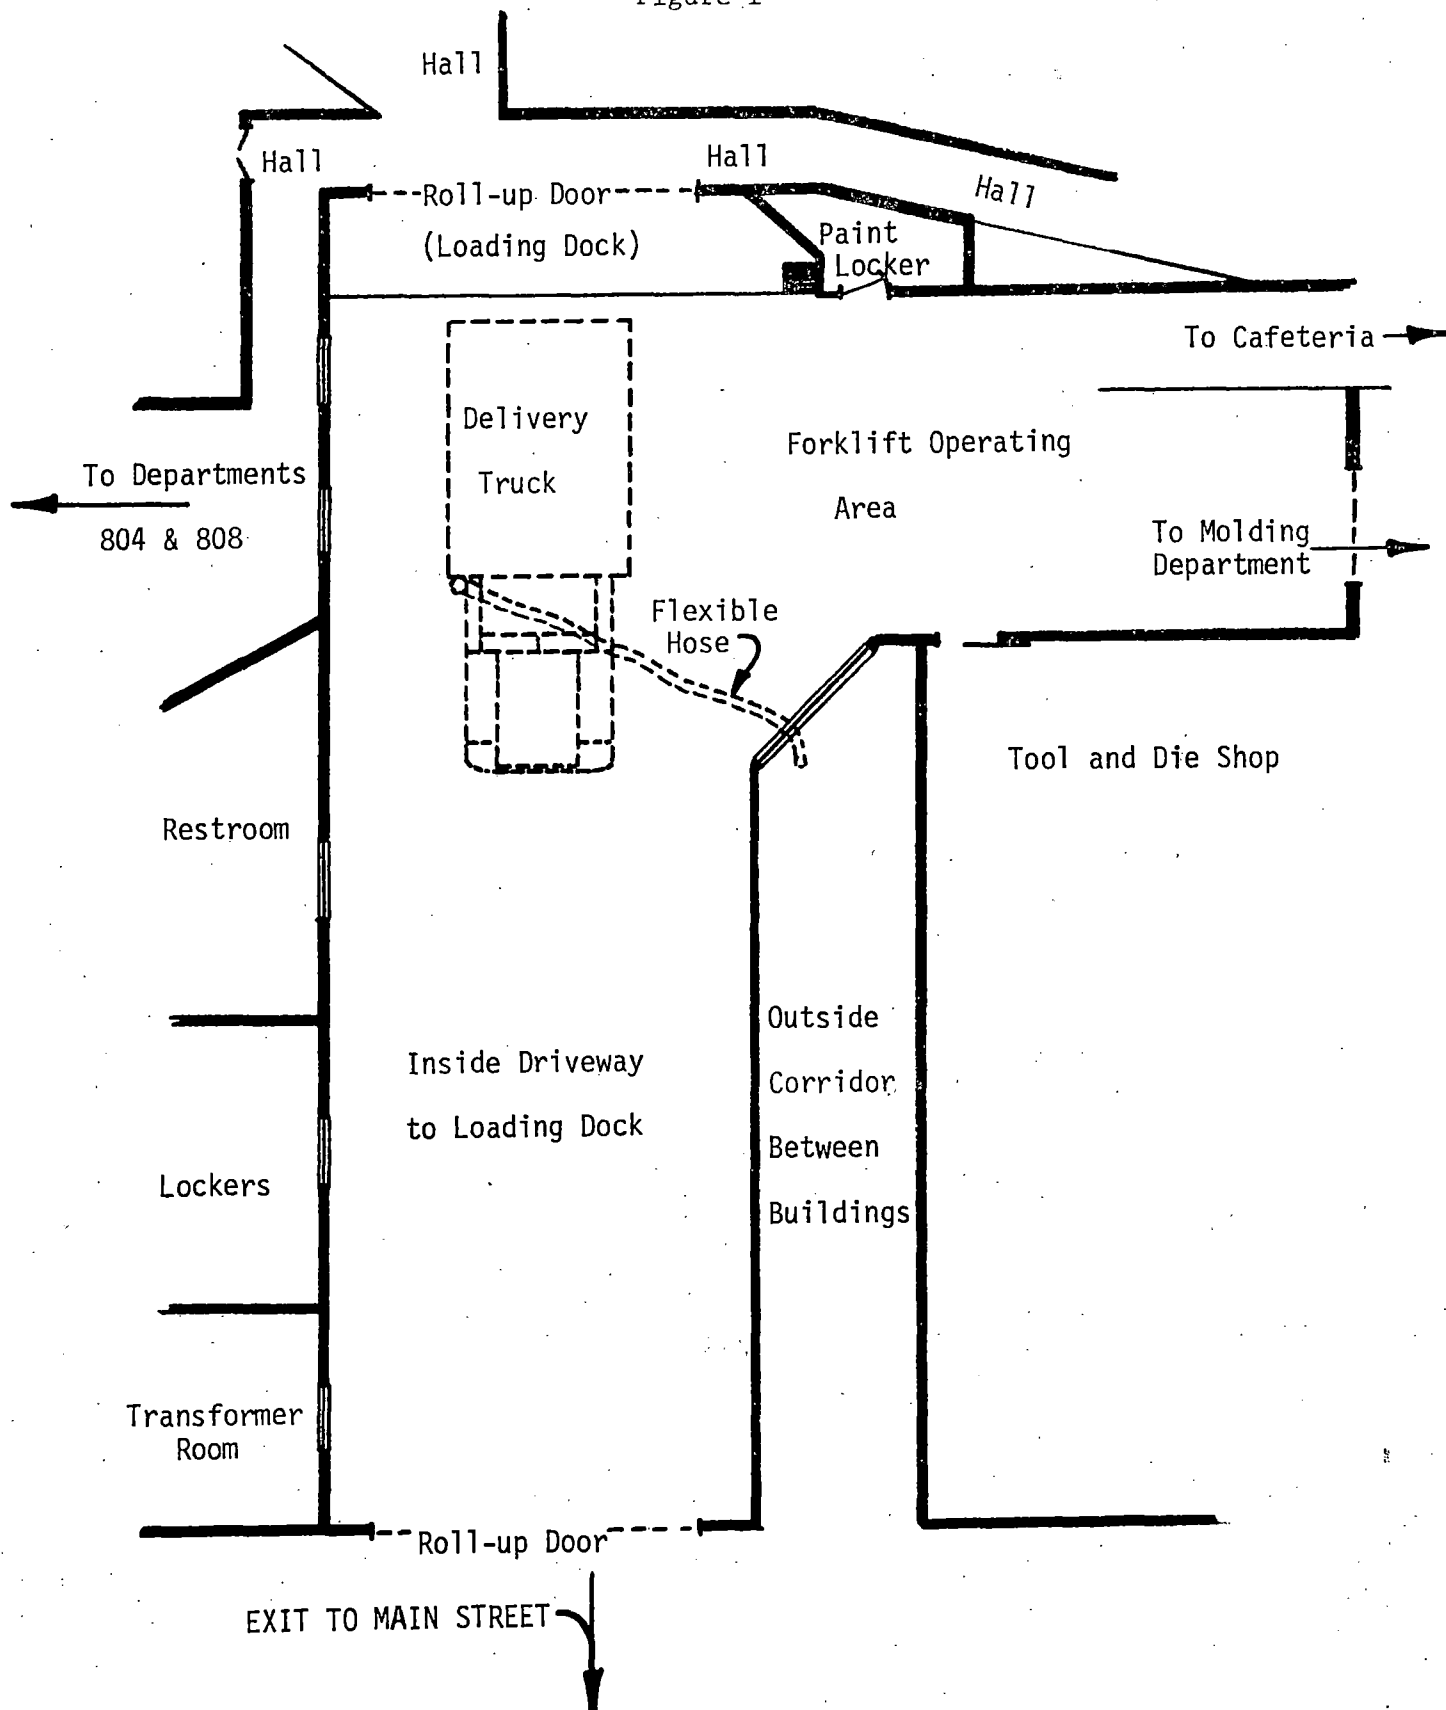 Figure 1
Hall
Hall
Hall
Hall
Roll-up Door
(Loading Dock)
Paint
Locker
To Cafeteria
Delivery
Truck
Forklift Operating
Area
To Departments
804 & 808
To Molding
Department
Flexible
Hose
Tool and Die Shop
Restroom
Outside
Corridor
Between
Buildings
Inside Driveway
to Loading Dock
Lockers
Transformer
Room
Roll-up Door
EXIT TO MAIN STREET